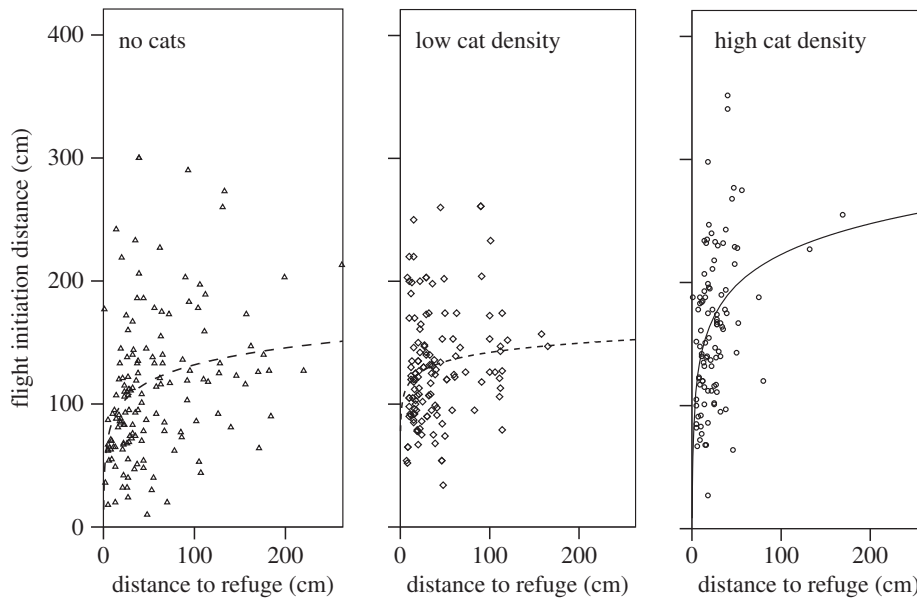 no cats
low cat density
high cat density
flight initiation distance (cm)
400
300
200
100
0
0 100 200
0 100 200
0 100 200
distance to refuge (cm)
distance to refuge (cm)
distance to refuge (cm)